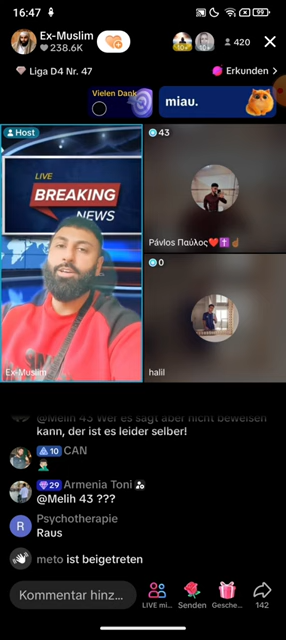 16:47
99
Ex-Muslim
238.6K
10+
10+
420
Liga D4 Nr. 47
Erkunden
Vielen Dank
miau.
Host
LIVE
BREAKING
NEWS
Ex-Muslim
43
Pávlos Παύλος❤️✝️☝🏾
0
halil
@Melih 43 Wer es sagt aber nicht beweisen
kann, der ist es leider selber!
10 CAN
🤦🏻‍♂️
29 Armenia Toni
@Melih 43 ???
R
Psychotherapie
Raus
meto ist beigetreten
Kommentar hinz...
LIVE mi...
Senden
Gesche...
142